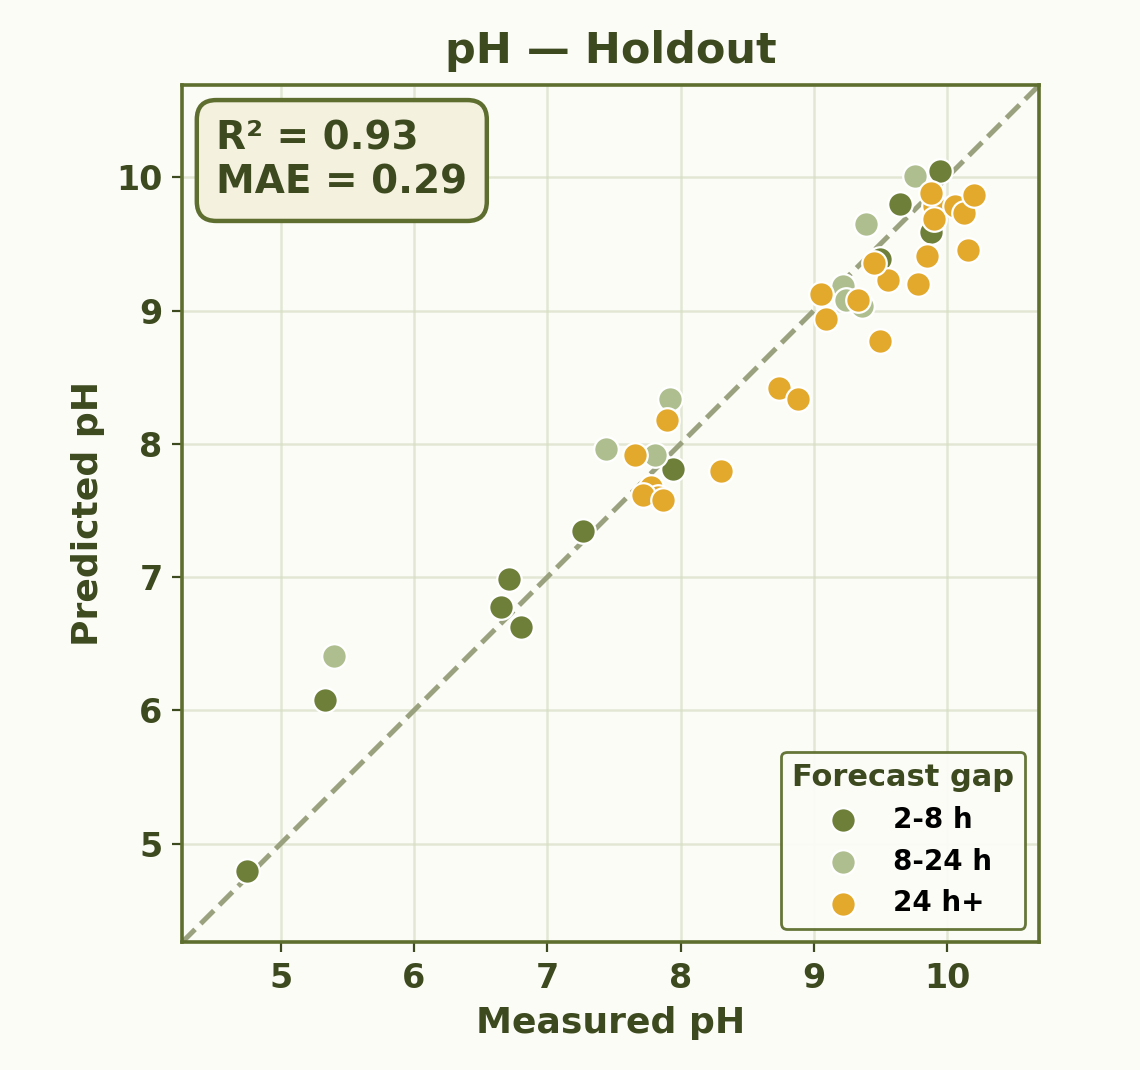 pH — Holdout
R² = 0.93
MAE = 0.29
Predicted pH
10
9
8
7
6
5
Forecast gap
2-8 h
8-24 h
24 h+
5 6 7 8 9 10
Measured pH